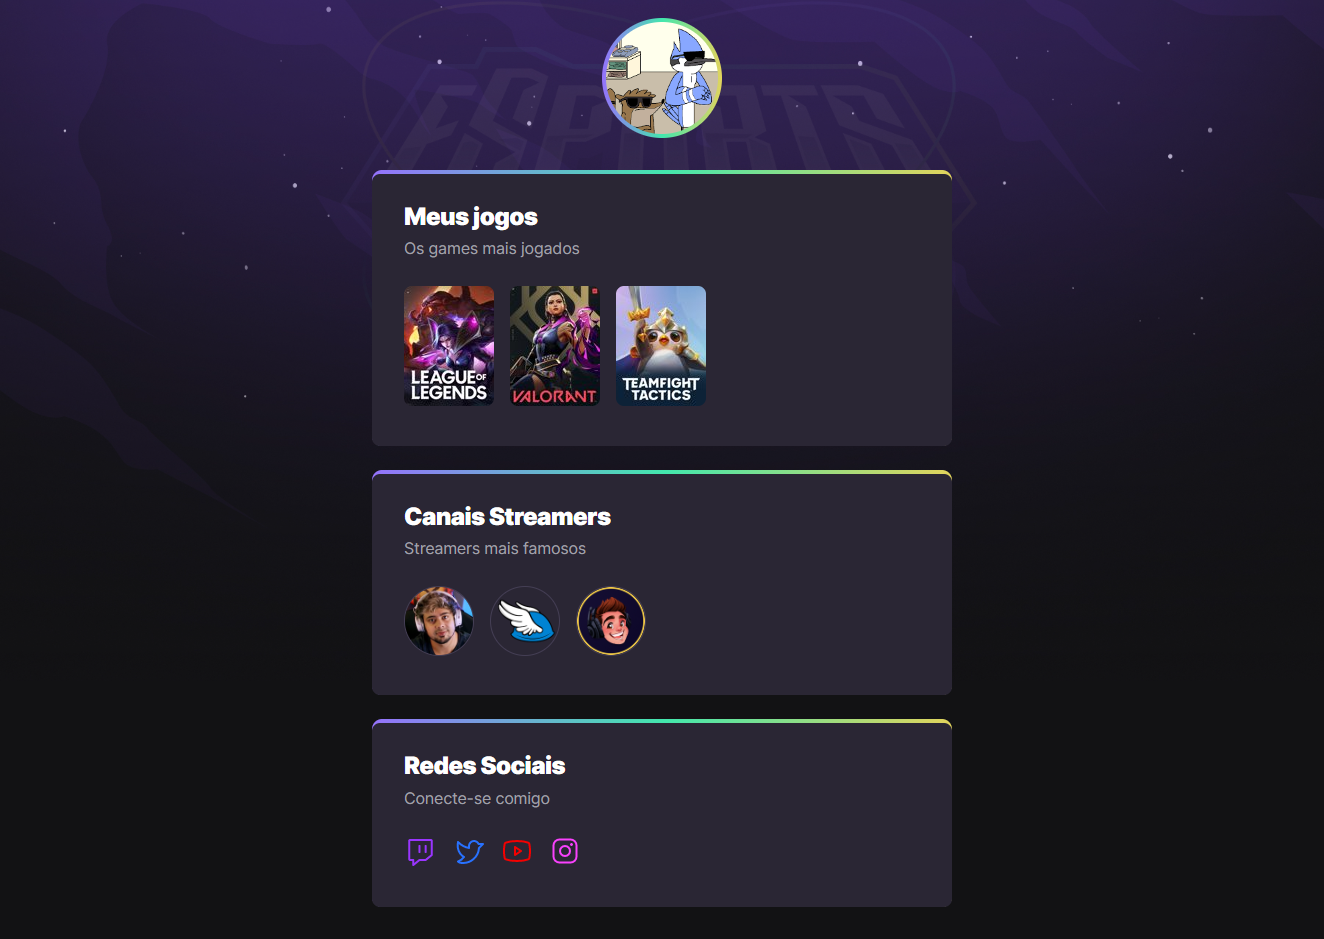 ESPORTS
Meus jogos
Os games mais jogados
LEAGUE OF
LEGENDS
VALORANT
TEAMFIGHT
TACTICS
Canais Streamers
Streamers mais famosos
Redes Sociais
Conecte-se comigo